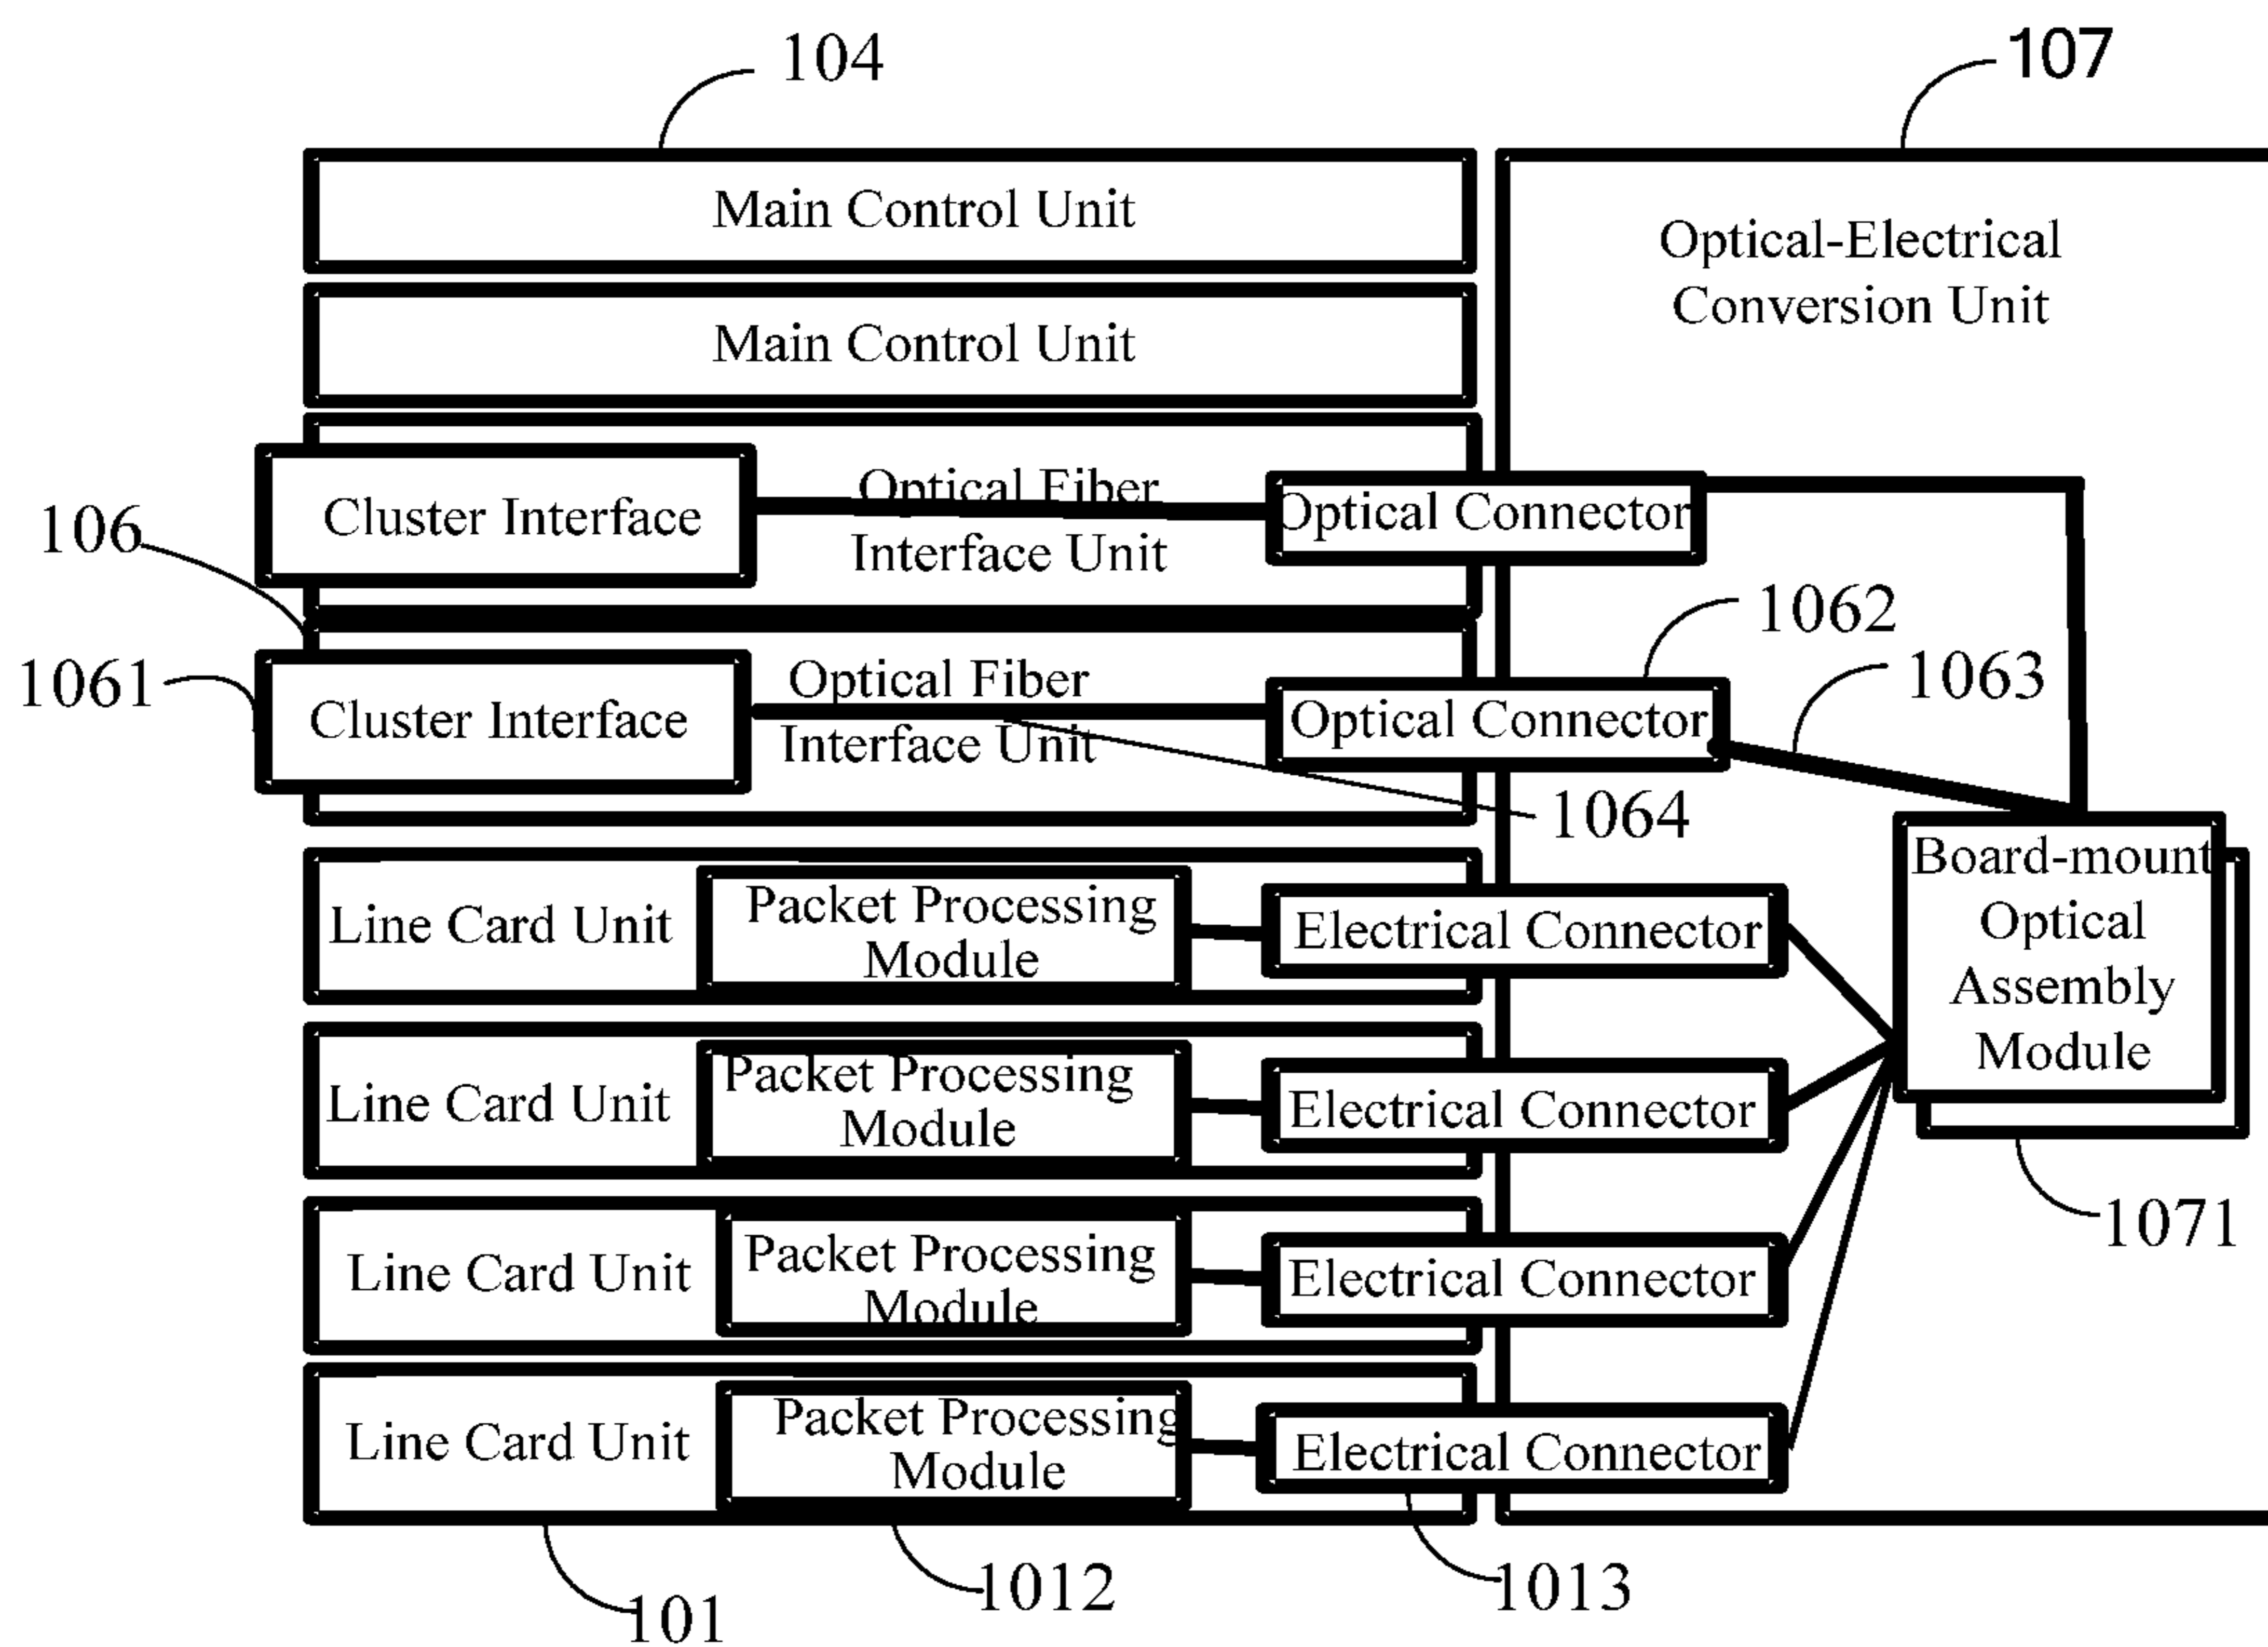 104
107
Main Control Unit
Optical-Electrical
Conversion Unit
Main Control Unit
Cluster Interface
Optical Fiber
Interface Unit
Optical Connector
106
1062
1063
1061
Cluster Interface
Optical Fiber
Interface Unit
Optical Connector
1064
Line Card Unit
Packet Processing
Module
Electrical Connector
Board-mount
Optical
Assembly
Module
Line Card Unit
Packet Processing
Module
Electrical Connector
1071
Line Card Unit
Packet Processing
Module
Electrical Connector
Line Card Unit
Packet Processing
Module
Electrical Connector
101
1012
1013